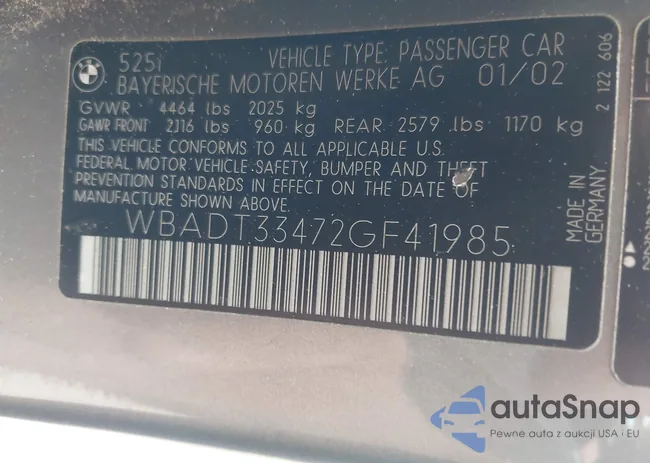 525i VEHICLE TYPE: PASSENGER CAR
BAYERISCHE MOTOREN WERKE AG 01/02
GVWR 4464 lbs 2025 kg
GAWR FRONT 2116 lbs 960 kg REAR 2579 lbs 1170 kg
THIS VEHICLE CONFORMS TO ALL APPLICABLE U.S.
FEDERAL MOTOR VEHICLE SAFETY, BUMPER AND THEFT
PREVENTION STANDARDS IN EFFECT ON THE DATE OF
MANUFACTURE SHOWN ABOVE.
WBADT33472GF41985
2 122 606
MADE IN
GERMANY
autaSnap
Pewne auta z aukcji USA i EU